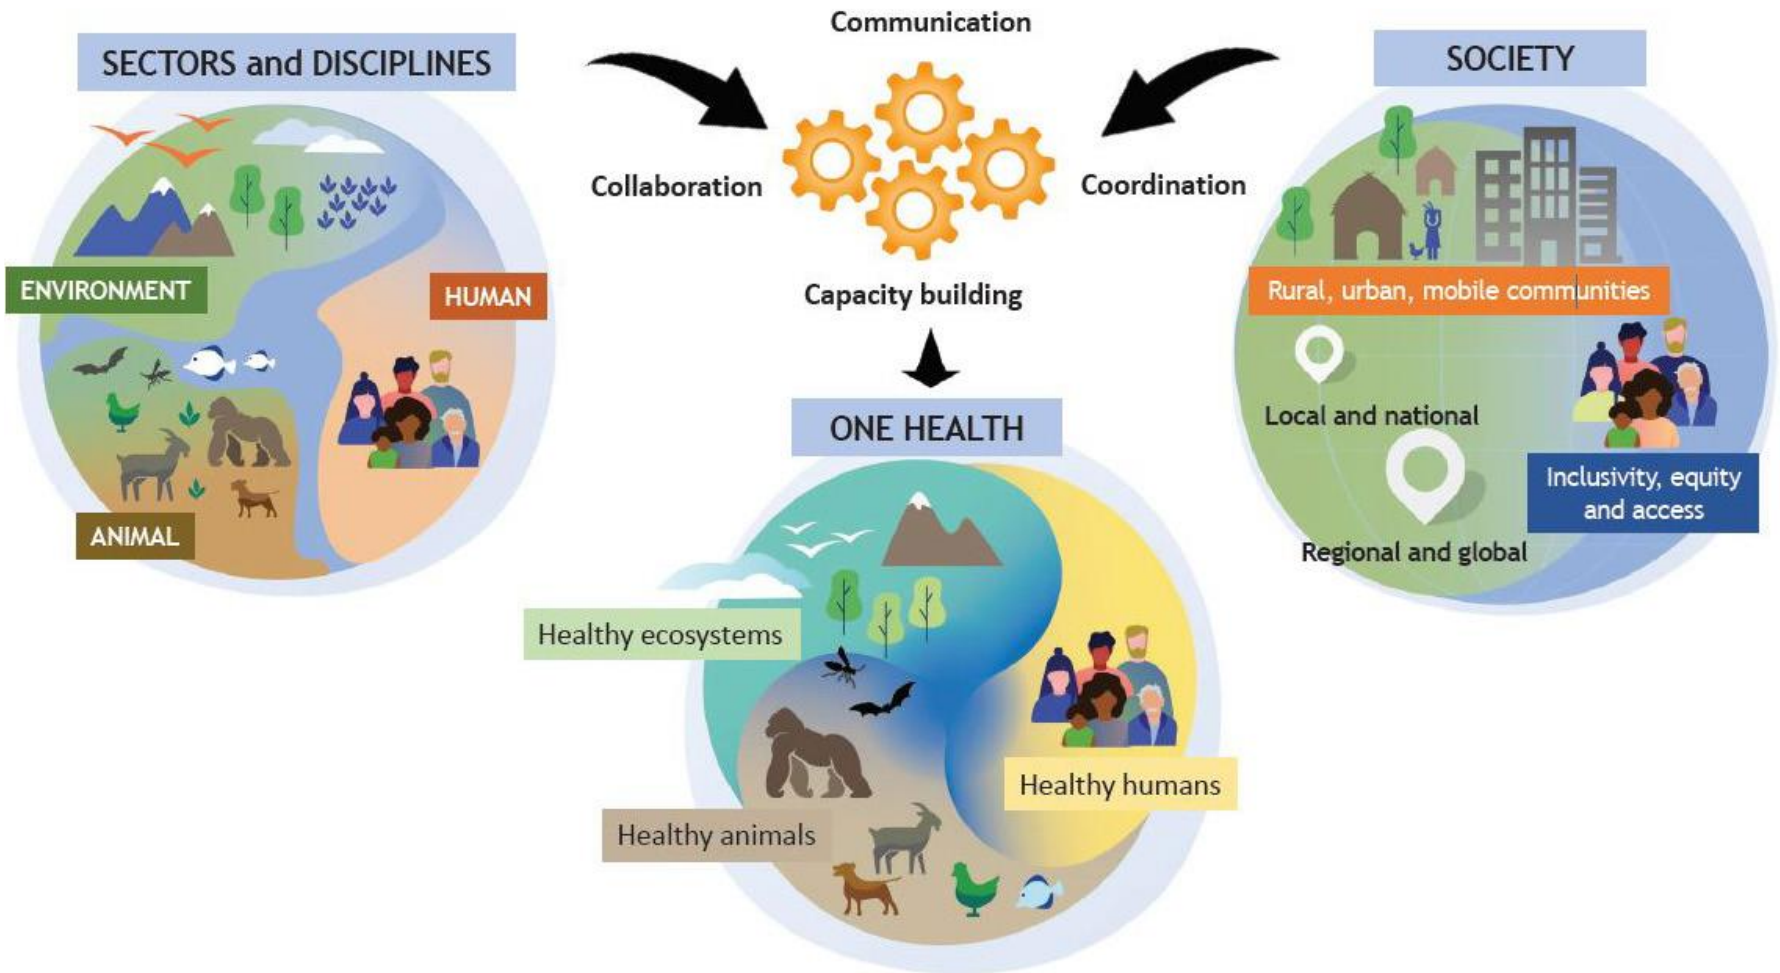 SECTORS and DISCIPLINES
ENVIRONMENT
HUMAN
ANIMAL
Communication
Collaboration
Coordination
Capacity building
SOCIETY
Rural, urban, mobile communities
Local and national
Regional and global
Inclusivity, equity
and access
ONE HEALTH
Healthy ecosystems
Healthy humans
Healthy animals